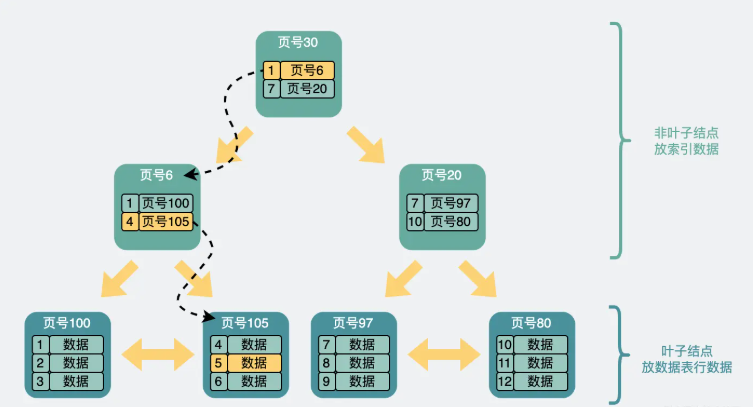 页号30
1 页号6
7 页号20
非叶子结点
放索引数据
页号6
1 页号100
4 页号105
页号20
7 页号97
10 页号80
页号100
1 数据
2 数据
3 数据
页号105
4 数据
5 数据
6 数据
页号97
7 数据
8 数据
9 数据
页号80
10 数据
11 数据
12 数据
叶子结点
放数据表行数据